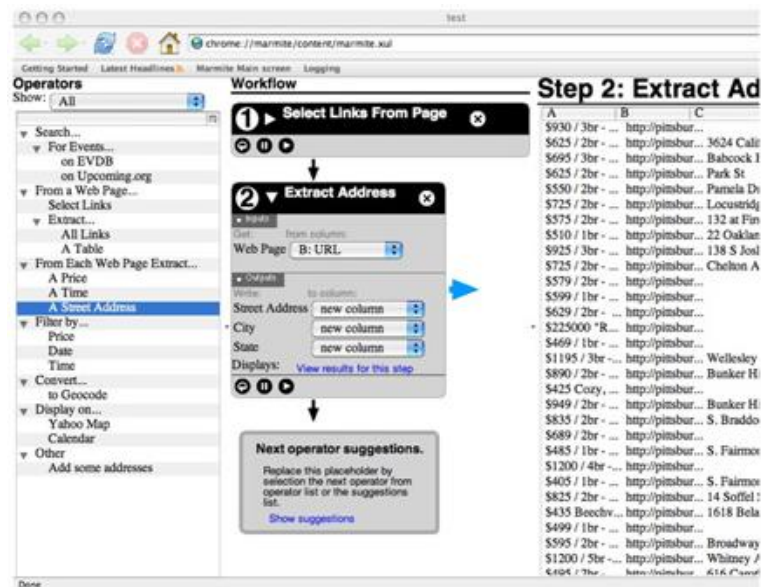 test
chrome://marmite/content/marmite.xul
Getting Started Latest Headlines Marmite Main screen Logging
Operators
Show: All
Search...
For Events...
on EVDB
on Upcoming.org
From a Web Page...
Select Links
Extract...
All Links
A Table
From Each Web Page Extract...
A Price
A Time
A Street Address
Filter by...
Price
Date
Time
Convert...
to Geocode
Display on...
Yahoo Map
Calendar
Other
Add some addresses
Workflow
1 Select Links From Page
2 Extract Address
Inputs
Get: from column:
Web Page B: URL
Outputs
Write: to column:
Street Address new column
City new column
State new column
Displays: View results for this step
Next operator suggestions.
Replace this placeholder by
selection the next operator from
operator list or the suggestions
list.
Show suggestions
Step 2: Extract Ad
A B C
$930 / 3br - ... http://pittsbur...
$625 / 2br - ... http://pittsbur... 3624 Calif
$695 / 3br - ... http://pittsbur... Babcock
$625 / 2br - ... http://pittsbur... Park St
$550 / 2br - ... http://pittsbur... Pamela
$725 / 2br - ... http://pittsbur... Locustridg
$575 / 2br - ... http://pittsbur... 132 at
$510 / 1br - ... http://pittsbur... 22 Oaklan
$925 / 3br - ... http://pittsbur... 138 S
$725 / 2br - ... http://pittsbur... Chelton A
$579 / 2br - ... http://pittsbur...
$599 / 1br - ... http://pittsbur...
$629 / 2br - ... http://pittsbur...
$225000 "R... http://pittsbur...
$469 / 1br - ... http://pittsbur...
$1195 / 3br -... http://pittsbur... Wellesley
$890 / 2br - ... http://pittsbur... Bunker
$425 Cozy, ... http://pittsbur...
$949 / 2br - ... http://pittsbur... Bunker
$835 / 2br - ... http://pittsbur... S. Braddo
$689 / 2br - ... http://pittsbur...
$485 / 1br - ... http://pittsbur... S. Fairmo
$1200 / 4br -... http://pittsbur...
$405 / 1br - ... http://pittsbur... S. Fairmo
$825 / 2br - ... http://pittsbur... 14 Soffel
$435 Beechv... http://pittsbur... 1618 Bela
$499 / 1br - ... http://pittsbur...
$595 / 2br - ... http://pittsbur... Broadway
$1200 / 5br -... http://pittsbur... Whitney
$495 / 2br - http://pittsbur... 616
Done